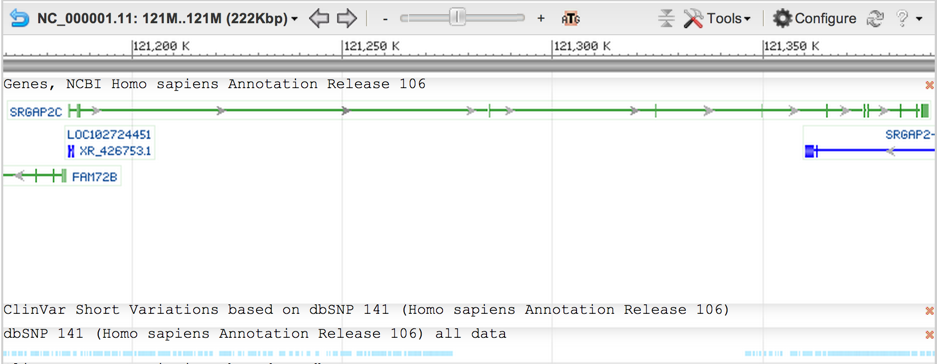 NC_000001.11: 121M..121M (222Kbp) - + ATG Tools Configure ?
121,200 K 121,250 K 121,300 K 121,350 K
Genes, NCBI Homo sapiens Annotation Release 106
SRGAP2C
LOC102724451 SRGAP2-
XR_426753.1
FAM72B
ClinVar Short Variations based on dbSNP 141 (Homo sapiens Annotation Release 106)
dbSNP 141 (Homo sapiens Annotation Release 106) all data